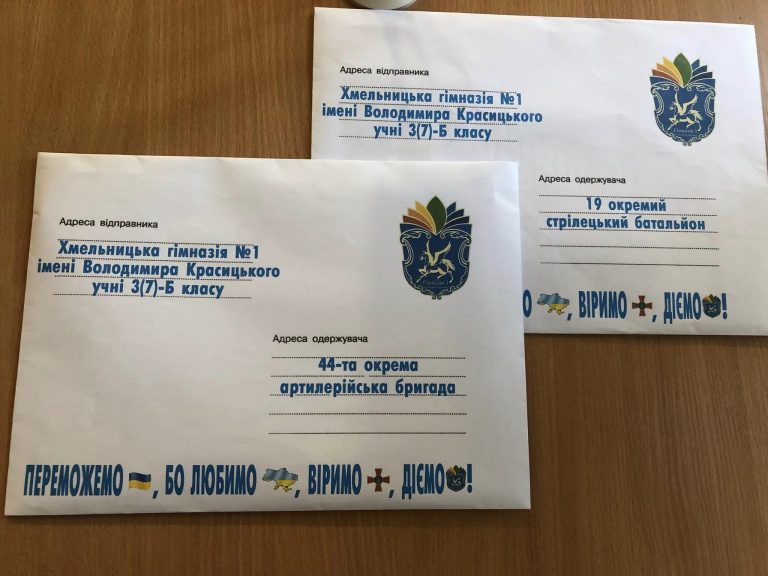 Адреса відправника
Хмельницька гімназія №1
імені Володимира Красицького
учні 3(7)-Б класу
Адреса одержувача
19 окремий
стрілецький батальйон
О , ВІРИМО , ДІЄМО !
Адреса відправника
Хмельницька гімназія №1
імені Володимира Красицького
учні 3(7)-Б класу
Адреса одержувача
44-та окрема
артилерійська бригада
ПЕРЕМОЖЕМО , БО ЛЮБИМО , ВІРИМО , ДІЄМО !